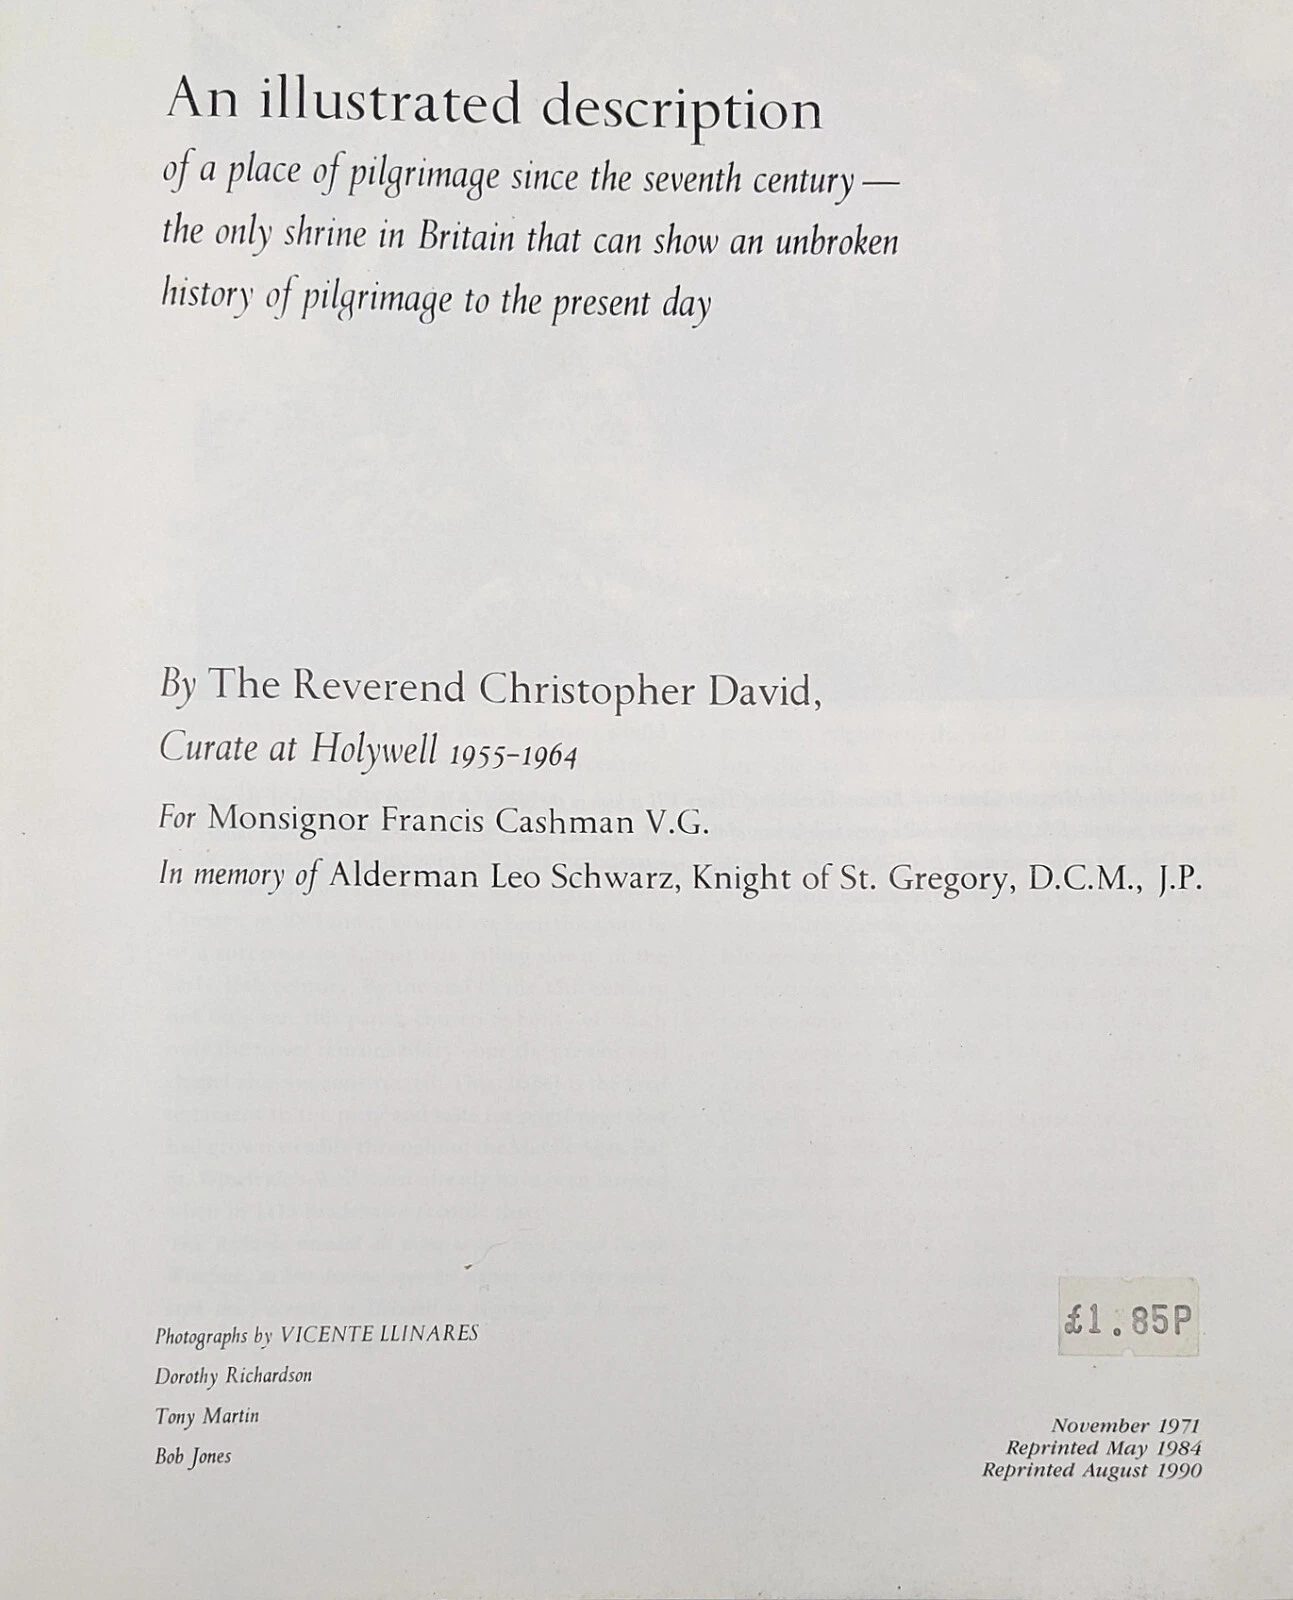 An illustrated description
of a place of pilgrimage since the seventh century —
the only shrine in Britain that can show an unbroken
history of pilgrimage to the present day
By The Reverend Christopher David,
Curate at Holywell 1955–1964
For Monsignor Francis Cashman V.G.
In memory of Alderman Leo Schwarz, Knight of St. Gregory, D.C.M., J.P.
Photographs by VICENTE LLINARES
Dorothy Richardson
Tony Martin
Bob Jones
£1.85P
November 1971
Reprinted May 1984
Reprinted August 1990